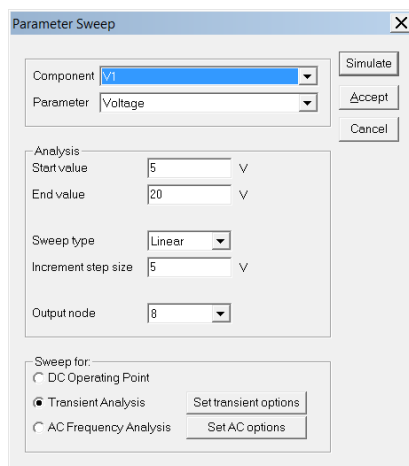 Parameter Sweep
Component V1
Parameter Voltage
Simulate
Accept
Cancel
Analysis
Start value 5 V
End value 20 V
Sweep type Linear
Increment step size 5 V
Output node 8
Sweep for:
DC Operating Point
Transient Analysis Set transient options
AC Frequency Analysis Set AC options